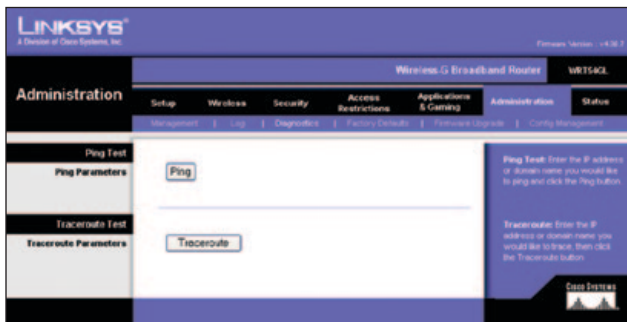 LINKSYS®
A Division of Cisco Systems, Inc.
Firmware Version : v4.30.7
Wireless-G Broadband Router WRT54GL
Administration
Setup Wireless Security Access Restrictions Applications & Gaming Administration Status
Management | Log | Diagnostics | Factory Defaults | Firmware Upgrade | Config Management
Ping Test
Ping Parameters
Ping
Ping Test: Enter the IP address
or domain name you would like
to ping and click the Ping button
Traceroute Test
Traceroute Parameters
Traceroute
Traceroute: Enter the IP
address or domain name you
would like to trace, then click
the Traceroute button
CISCO SYSTEMS